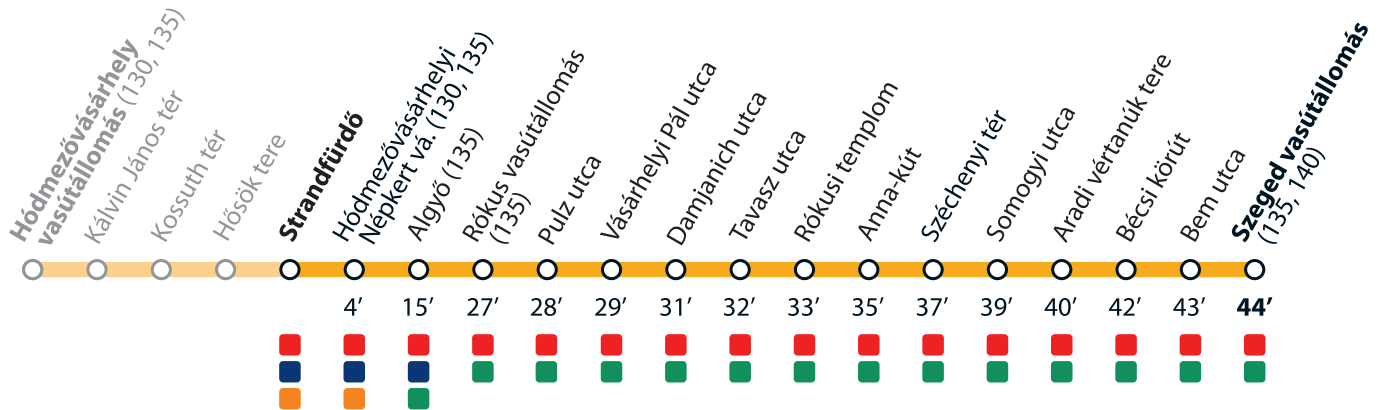 Hódmezővásárhely
vasútállomás (130, 135)
Kálvin János tér
Kossuth tér
Hősök tere
Strandfürdő
Hódmezővásárhelyi
Népkert vá. (130, 135)
Algyő (135)
Rókus vasútállomás
(135)
Pulz utca
Vásárhelyi Pál utca
Damjanich utca
Tavasz utca
Rókusi templom
Anna-kút
Széchenyi tér
Somogyi utca
Aradi vértanúk tere
Bécsi körút
Bem utca
Szeged vasútállomás
(135, 140)
4′ 15′ 27′ 28′ 29′ 31′ 32′ 33′ 35′ 37′ 39′ 40′ 42′ 43′ 44′